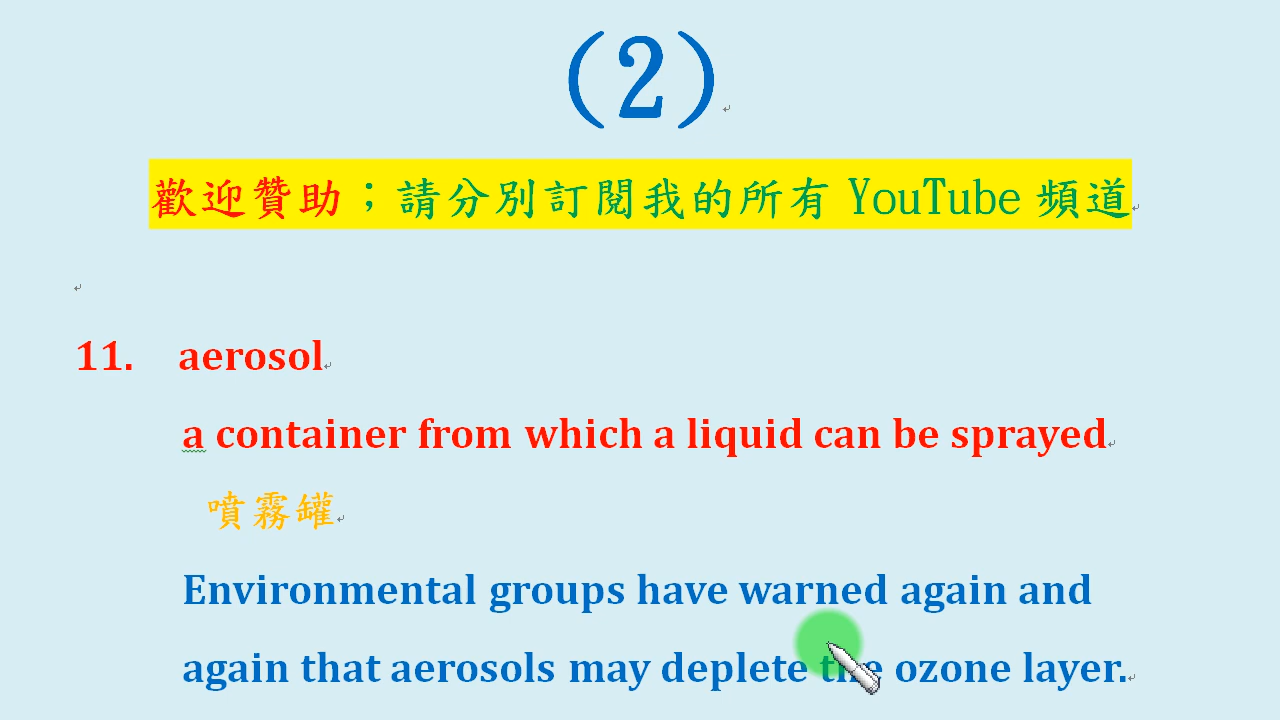 (2)
歡迎贊助；請分別訂閱我的所有 YouTube 頻道
11. aerosol
a container from which a liquid can be sprayed
噴霧罐
Environmental groups have warned again and
again that aerosols may deplete the ozone layer.